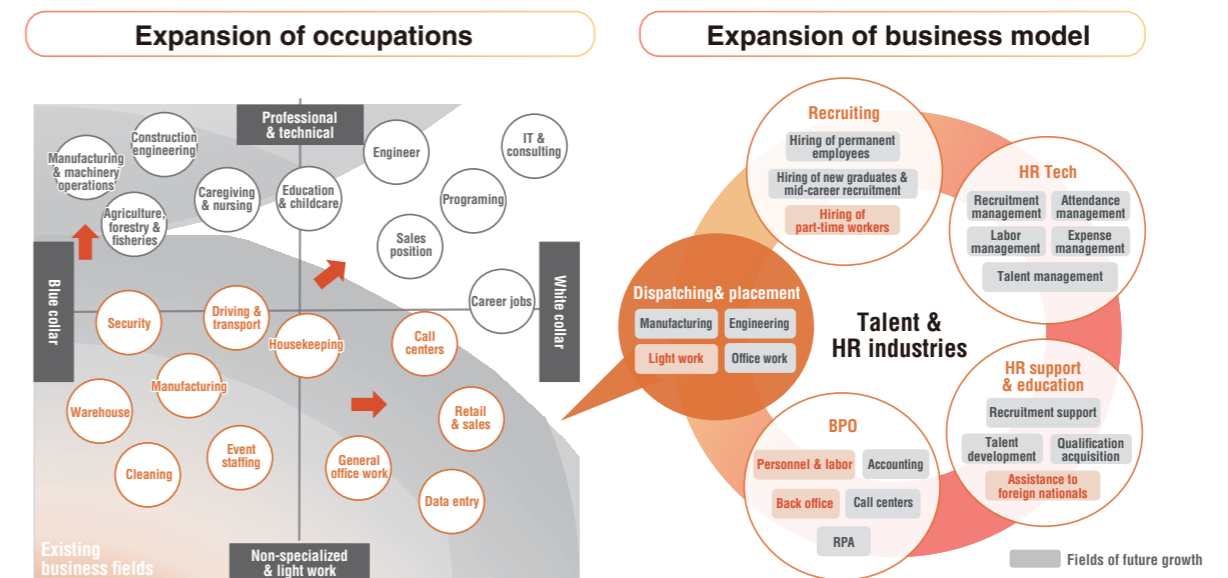 Expansion of occupations
Professional
& technical
Construction
engineering
Manufacturing
& machinery
operations
Agriculture,
forestry &
fisheries
Caregiving
& nursing
Education
& childcare
Engineer
IT &
consulting
Programing
Sales
position
Career jobs
Blue collar
White collar
Security
Driving &
transport
Housekeeping
Call
centers
Manufacturing
Warehouse
Retail
& sales
Event
staffing
General
office work
Cleaning
Data entry
Existing
business fields
Non-specialized
& light work
Expansion of business model
Recruiting
Hiring of permanent
employees
Hiring of new graduates &
mid-career recruitment
Hiring of
part-time workers
HR Tech
Recruitment
management
Attendance
management
Labor
management
Expense
management
Talent management
Dispatching& placement
Manufacturing
Engineering
Light work
Office work
Talent &
HR industries
HR support
& education
Recruitment support
Talent
development
Qualification
acquisition
Assistance to
foreign nationals
BPO
Personnel & labor
Accounting
Back office
Call centers
RPA
Fields of future growth